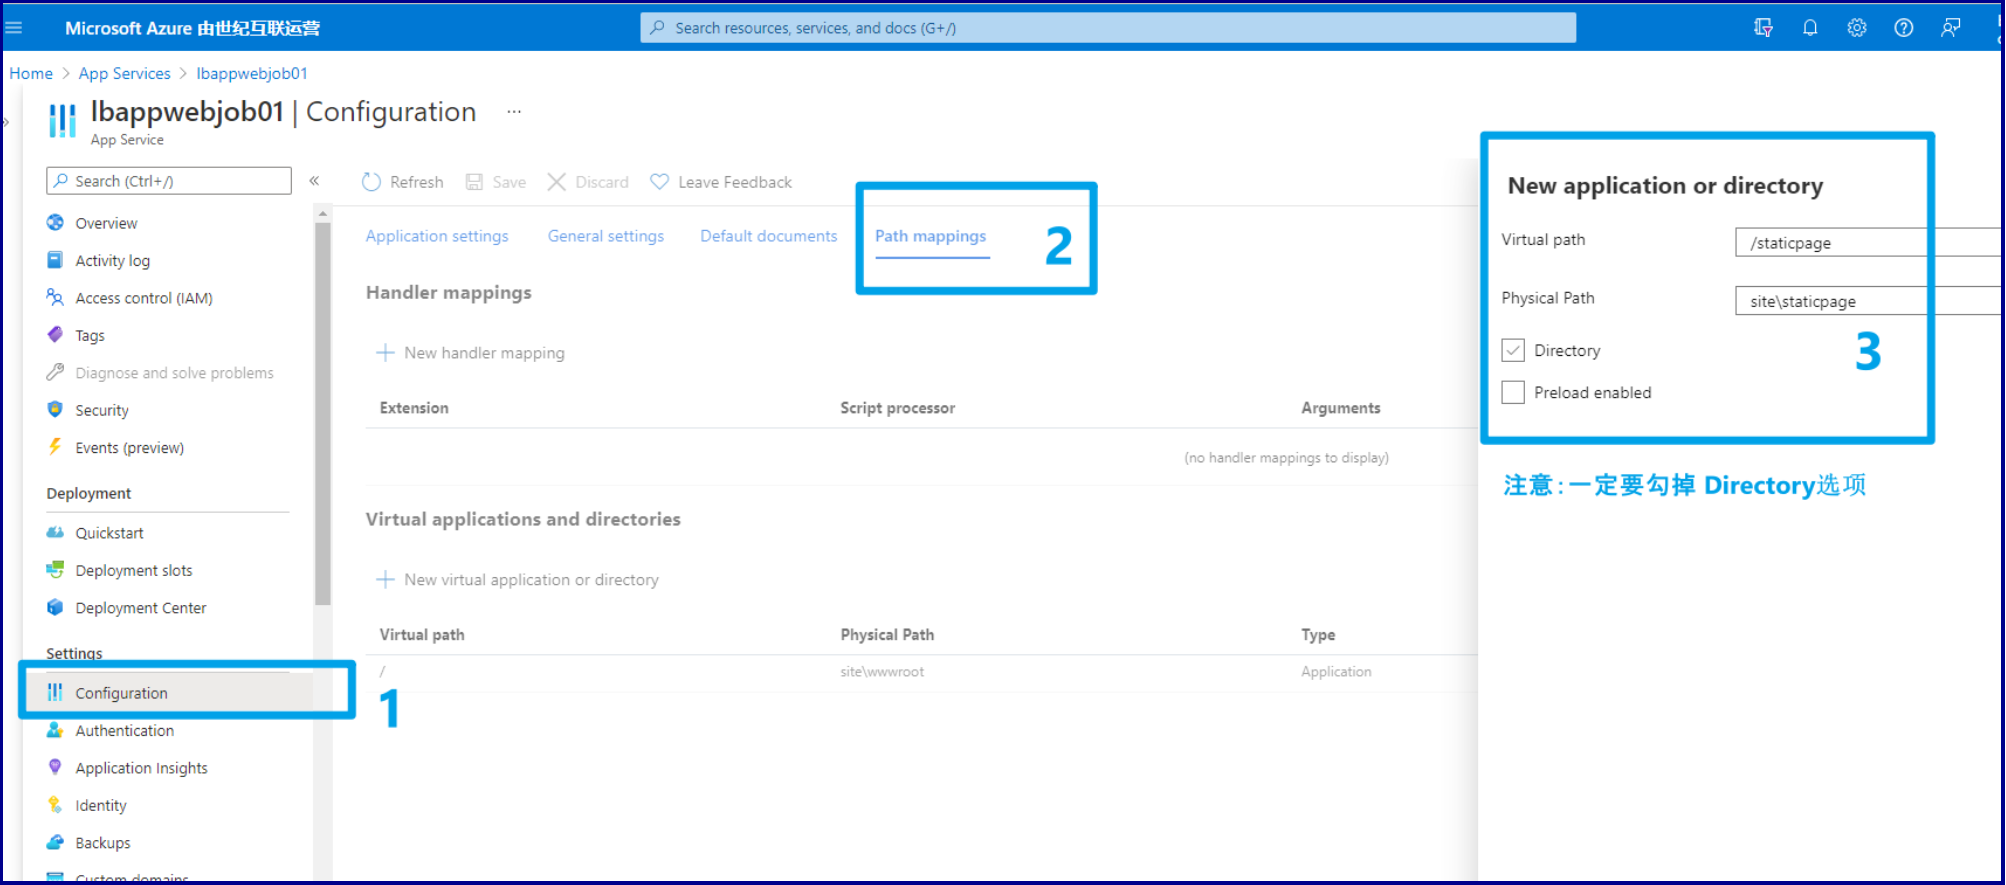 Microsoft Azure 由世纪互联运营
Search resources, services, and docs (G+/)
Home > App Services > lbappwebjob01
lbappwebjob01 | Configuration ...
App Service
Search (Ctrl+/)
Overview
Activity log
Access control (IAM)
Tags
Diagnose and solve problems
Security
Events (preview)
Deployment
Quickstart
Deployment slots
Deployment Center
Settings
Configuration
1
Authentication
Application Insights
Identity
Backups
Custom domains
Refresh Save Discard Leave Feedback
Application settings General settings Default documents Path mappings
2
Handler mappings
New handler mapping
Extension Script processor Arguments
(no handler mappings to display)
Virtual applications and directories
New virtual application or directory
Virtual path Physical Path Type
/ site\wwwroot Application
New application or directory
Virtual path /staticpage
Physical Path site\staticpage
Directory
3
Preload enabled
注意：一定要勾掉 Directory选项